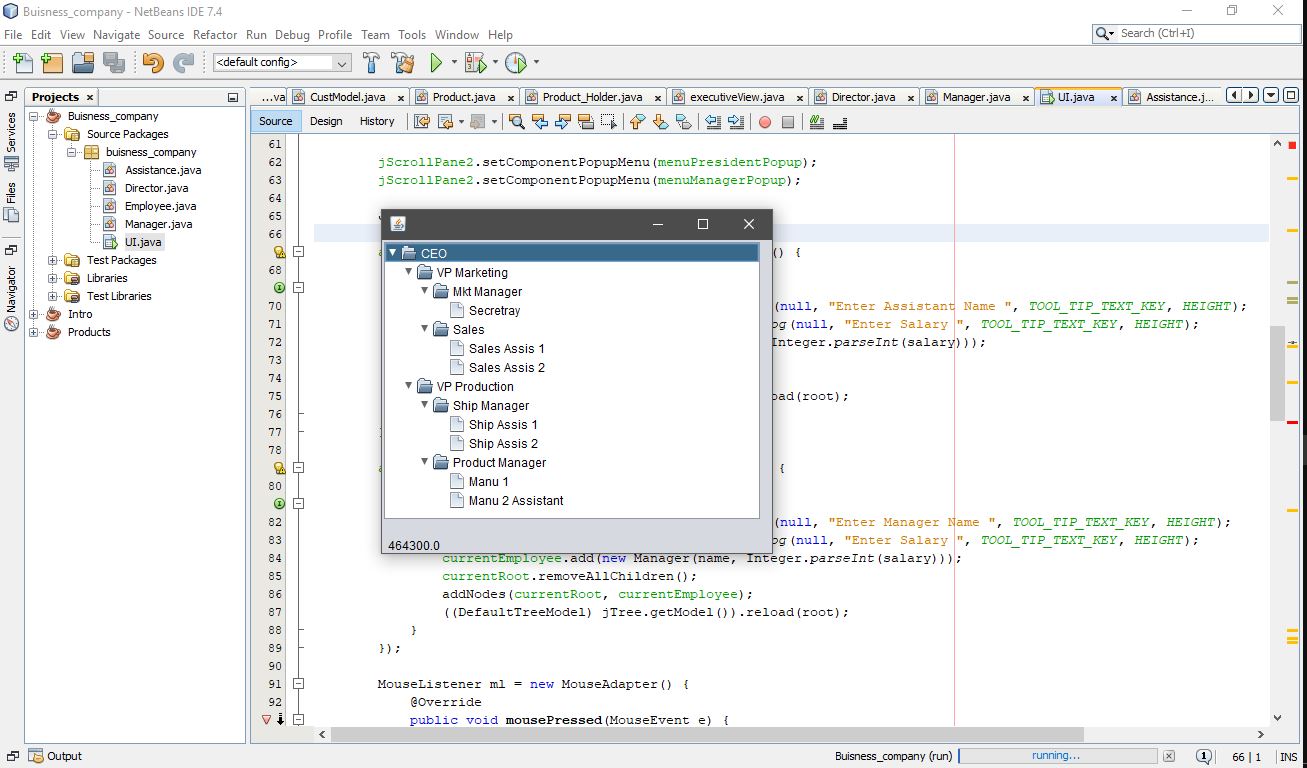 Buisness_company - NetBeans IDE 7.4
File Edit View Navigate Source Refactor Run Debug Profile Team Tools Window Help
Search (Ctrl+I)
<default config>
Projects
...va CustModel.java Product.java Product_Holder.java executiveView.java Director.java Manager.java UI.java Assistance.j...
Source Design History
Services
Files
Navigator
Buisness_company
Source Packages
buisness_company
Assistance.java
Director.java
Employee.java
Manager.java
UI.java
Test Packages
Libraries
Test Libraries
Intro
Products
61
62 jScrollPane2.setComponentPopupMenu(menuPresidentPopup);
63 jScrollPane2.setComponentPopupMenu(menuManagerPopup);
64
65
66
() {
68
70 (null, "Enter Assistant Name ", TOOL_TIP_TEXT_KEY, HEIGHT);
71 og(null, "Enter Salary ", TOOL_TIP_TEXT_KEY, HEIGHT);
72 Integer.parseInt(salary)));
73
74
75 oad(root);
76
77
78
{
80
82 (null, "Enter Manager Name ", TOOL_TIP_TEXT_KEY, HEIGHT);
83 og(null, "Enter Salary ", TOOL_TIP_TEXT_KEY, HEIGHT);
84 currentEmployee.add(new Manager(name, Integer.parseInt(salary)));
85 currentRoot.removeAllChildren();
86 addNodes(currentRoot, currentEmployee);
87 ((DefaultTreeModel) jTree.getModel()).reload(root);
88 }
89 });
90
91 MouseListener ml = new MouseAdapter() {
92 @Override
public void mousePressed(MouseEvent e) {
CEO
VP Marketing
Mkt Manager
Secretray
Sales
Sales Assis 1
Sales Assis 2
VP Production
Ship Manager
Ship Assis 1
Ship Assis 2
Product Manager
Manu 1
Manu 2 Assistant
464300.0
Output
Buisness_company (run) running... 1 66 | 1 INS